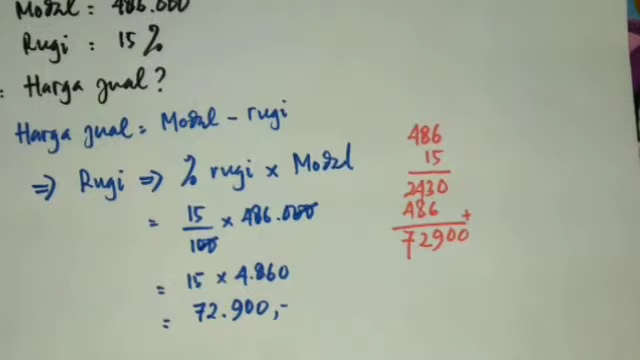 Modal = 486.000
Rugi = 15%
Harga jual?
Harga jual = Modal - rugi
⇒ Rugi ⇒ % rugi × Modal
= 15/100 × 486.000
= 15 × 4.860
= 72.900,-
486
15
2430
486 +
72900